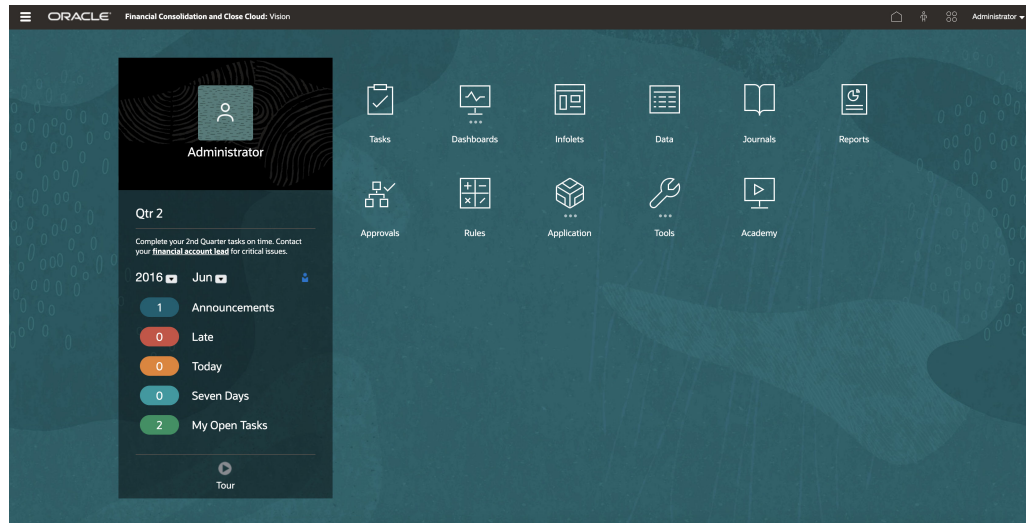 ORACLE Financial Consolidation and Close Cloud: Vision Administrator
Administrator
Qtr 2
Complete your 2nd Quarter tasks on time. Contact
your financial account lead for critical issues.
2016 Jun
1 Announcements
0 Late
0 Today
0 Seven Days
2 My Open Tasks
Tour
Tasks Dashboards Infolets Data Journals Reports
Approvals Rules Application Tools Academy